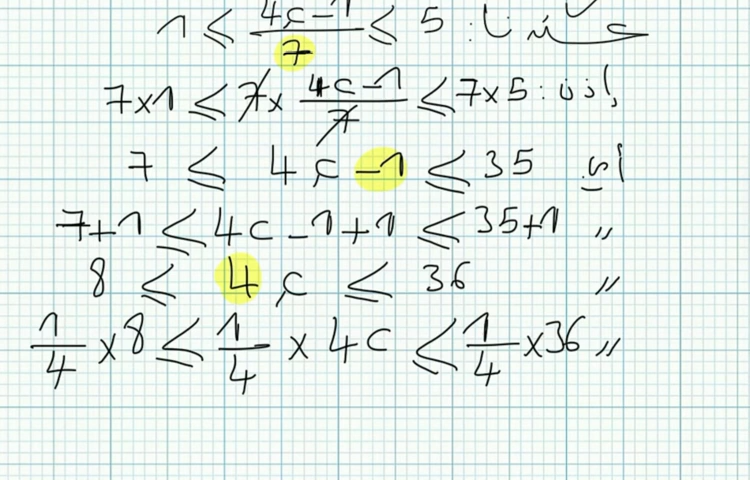 حسب لدينا: 1 ≤ (4c-1)/7 ≤ 5
إذن: 7×1 ≤ 7× (4c-1)/7 ≤ 7×5
أي 7 ≤ 4c-1 ≤ 35
〃 7+1 ≤ 4c-1+1 ≤ 35+1
〃 8 ≤ 4c ≤ 36
〃 1/4 ×8 ≤ 1/4 × 4c ≤ 1/4 ×36